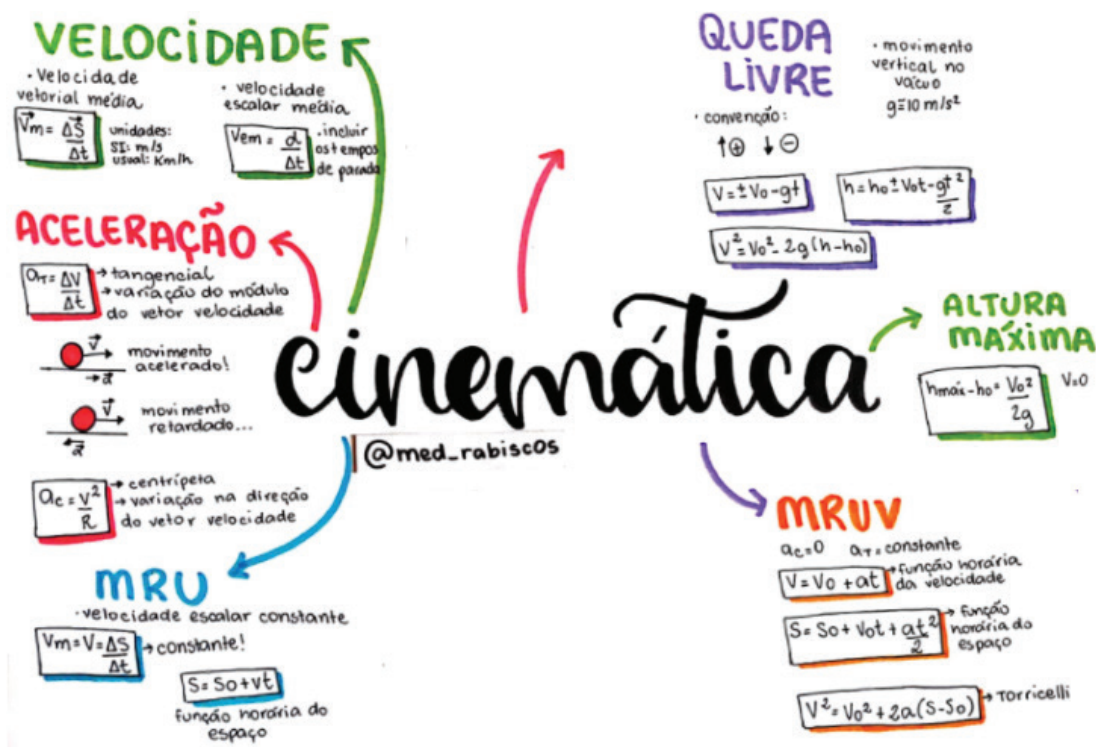 VELOCIDADE
· Velocidade
vetorial média
V⃗m = ΔS⃗/Δt
unidades:
SI: m/s
usual: Km/h
· velocidade
escalar média
Vem = d/Δt
· incluir
os tempos
de parada
ACELERAÇÃO
aT = ΔV/Δt
→ tangencial
→ variação do módulo
do vetor velocidade
v⃗
movimento
acelerado!
→ a⃗
v⃗
movimento
retardado...
a⃗
ac = v²/R
→ centrípeta
→ variação na direção
do vetor velocidade
MRU
· velocidade escalar constante
Vm = V = ΔS/Δt → constante!
S = So + vt
função horária do
espaço
cinemática
@med_rabiscos
QUEDA
LIVRE
· movimento
vertical no
vácuo
g≅10 m/s²
· convenção:
↑⊕ ↓⊖
V = ± Vo - gt
h = ho ± Vot - gt²/2
V² = Vo² - 2g (h - ho)
ALTURA
MÁXIMA
hmáx - ho = Vo²/2g
V=0
MRUV
ac = 0 aT = constante
V = Vo + at
→ função horária
da velocidade
S = So + Vot + at²/2
→ função
horária do
espaço
V² = Vo² + 2a (S - So) → Torricelli